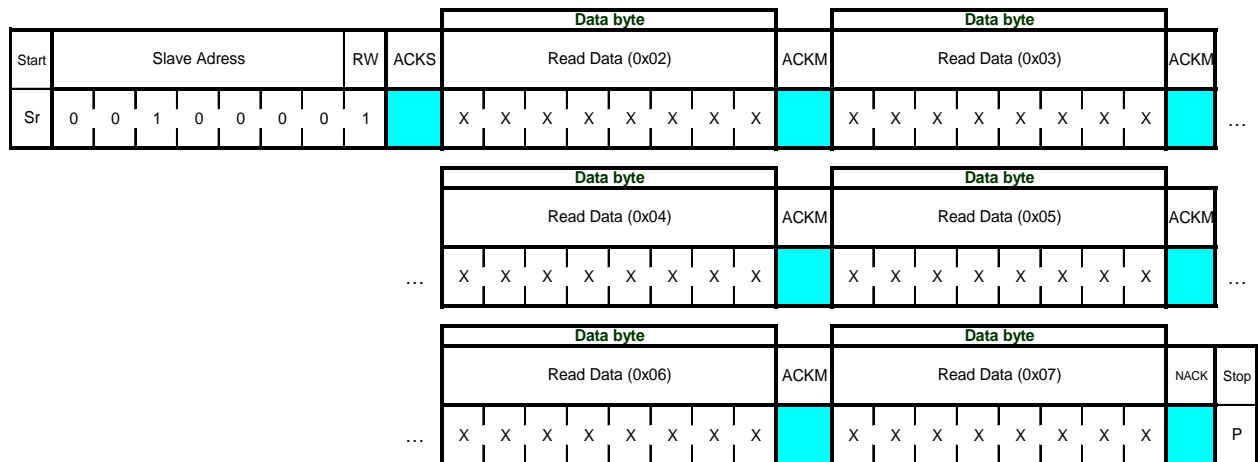 Data byte Data byte
Start Slave Adress RW ACKS Read Data (0x02) ACKM Read Data (0x03) ACKM
Sr 0 0 1 0 0 0 0 1 X X X X X X X X X X X X X X X X …
Data byte Data byte
Read Data (0x04) ACKM Read Data (0x05) ACKM
… X X X X X X X X X X X X X X X X …
Data byte Data byte
Read Data (0x06) ACKM Read Data (0x07) NACK Stop
… X X X X X X X X X X X X X X X X P